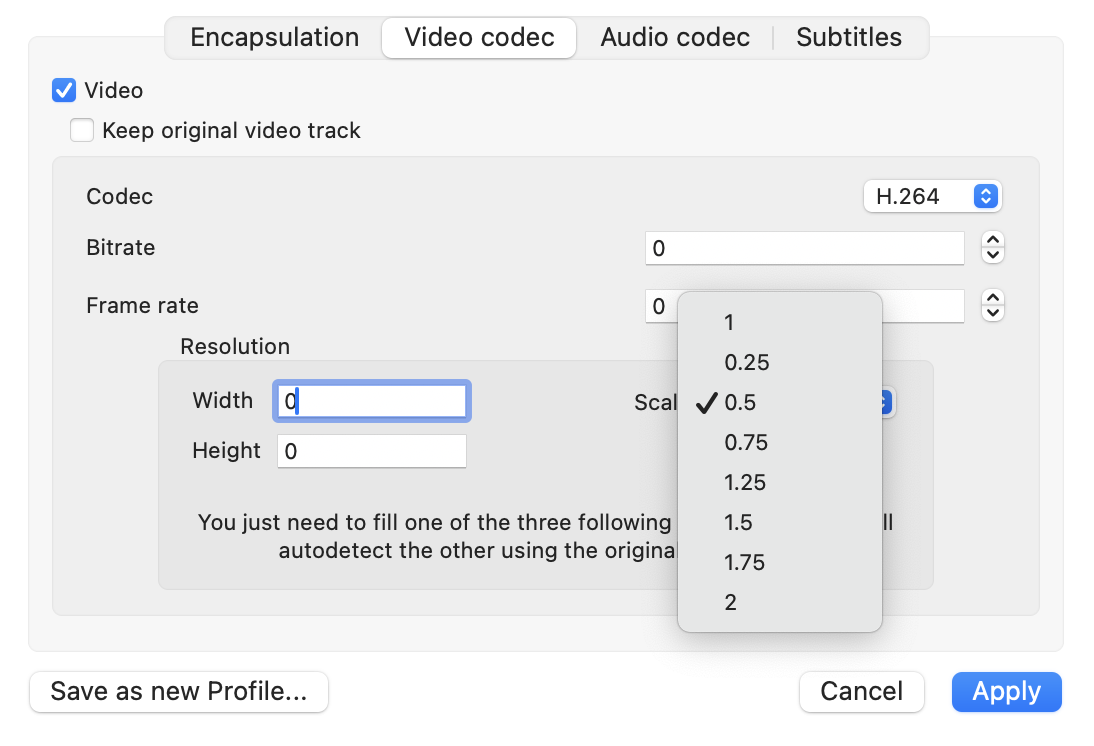 Encapsulation Video codec Audio codec Subtitles
Video
Keep original video track
Codec H.264
Bitrate 0
Frame rate 0
Resolution
Width 0 Scal
Height 0
1
0.25
0.5
0.75
1.25
1.5
1.75
2
You just need to fill one of the three following ll
autodetect the other using the origina
Save as new Profile... Cancel Apply